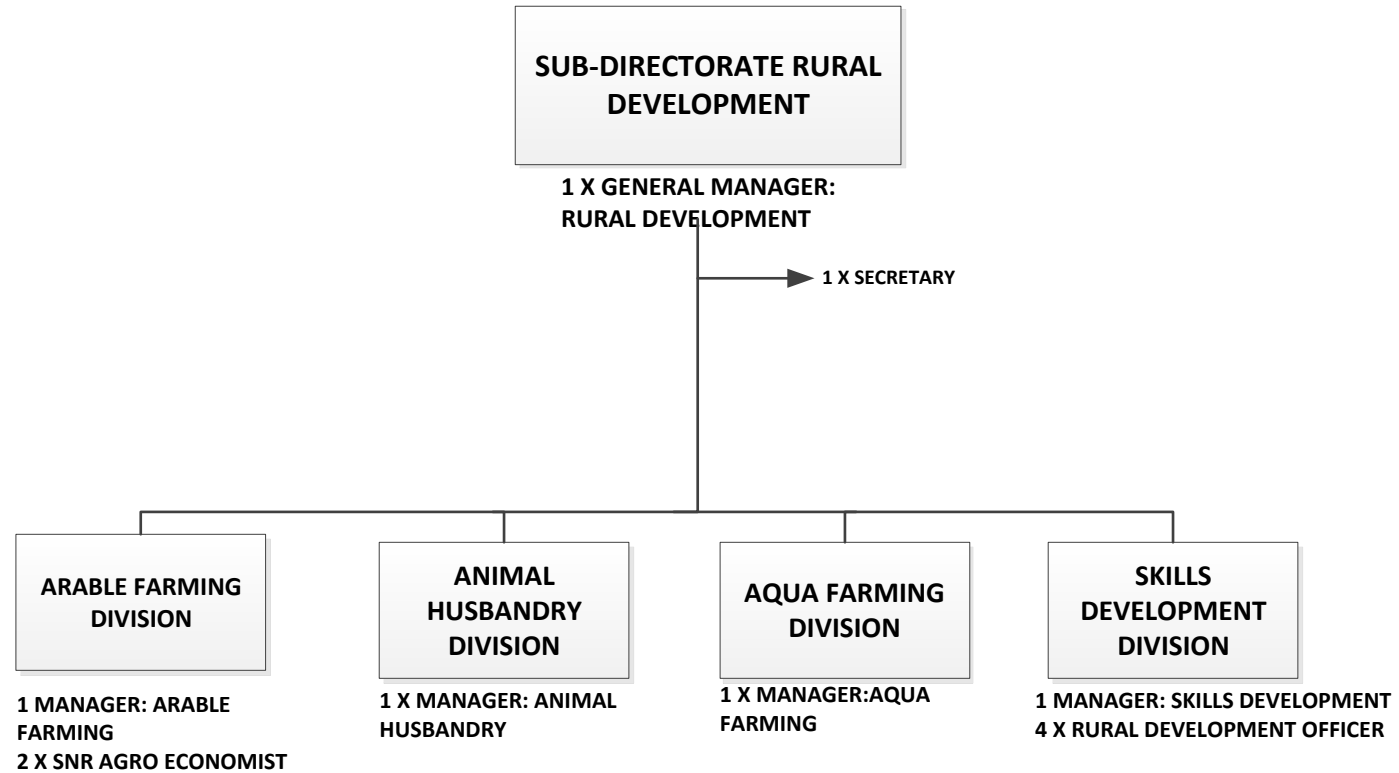 SUB-DIRECTORATE RURAL
DEVELOPMENT
1 X GENERAL MANAGER:
RURAL DEVELOPMENT
1 X SECRETARY
ARABLE FARMING
DIVISION
1 MANAGER: ARABLE
FARMING
2 X SNR AGRO ECONOMIST
ANIMAL
HUSBANDRY
DIVISION
1 X MANAGER: ANIMAL
HUSBANDRY
AQUA FARMING
DIVISION
1 X MANAGER:AQUA
FARMING
SKILLS
DEVELOPMENT
DIVISION
1 MANAGER: SKILLS DEVELOPMENT
4 X RURAL DEVELOPMENT OFFICER